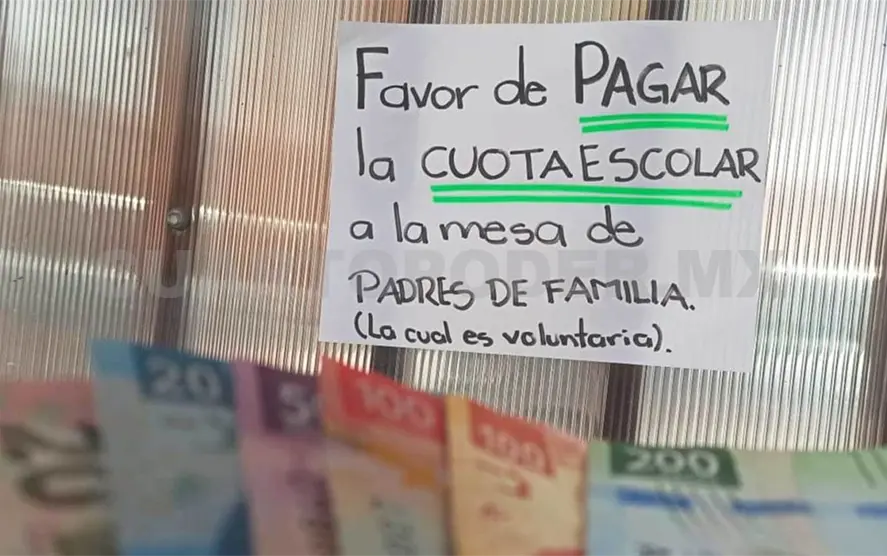 Favor de PAGAR
la CUOTA ESCOLAR
a la mesa de
PADRES DE FAMILIA.
(La cual es voluntaria).
20
20
100
100
200